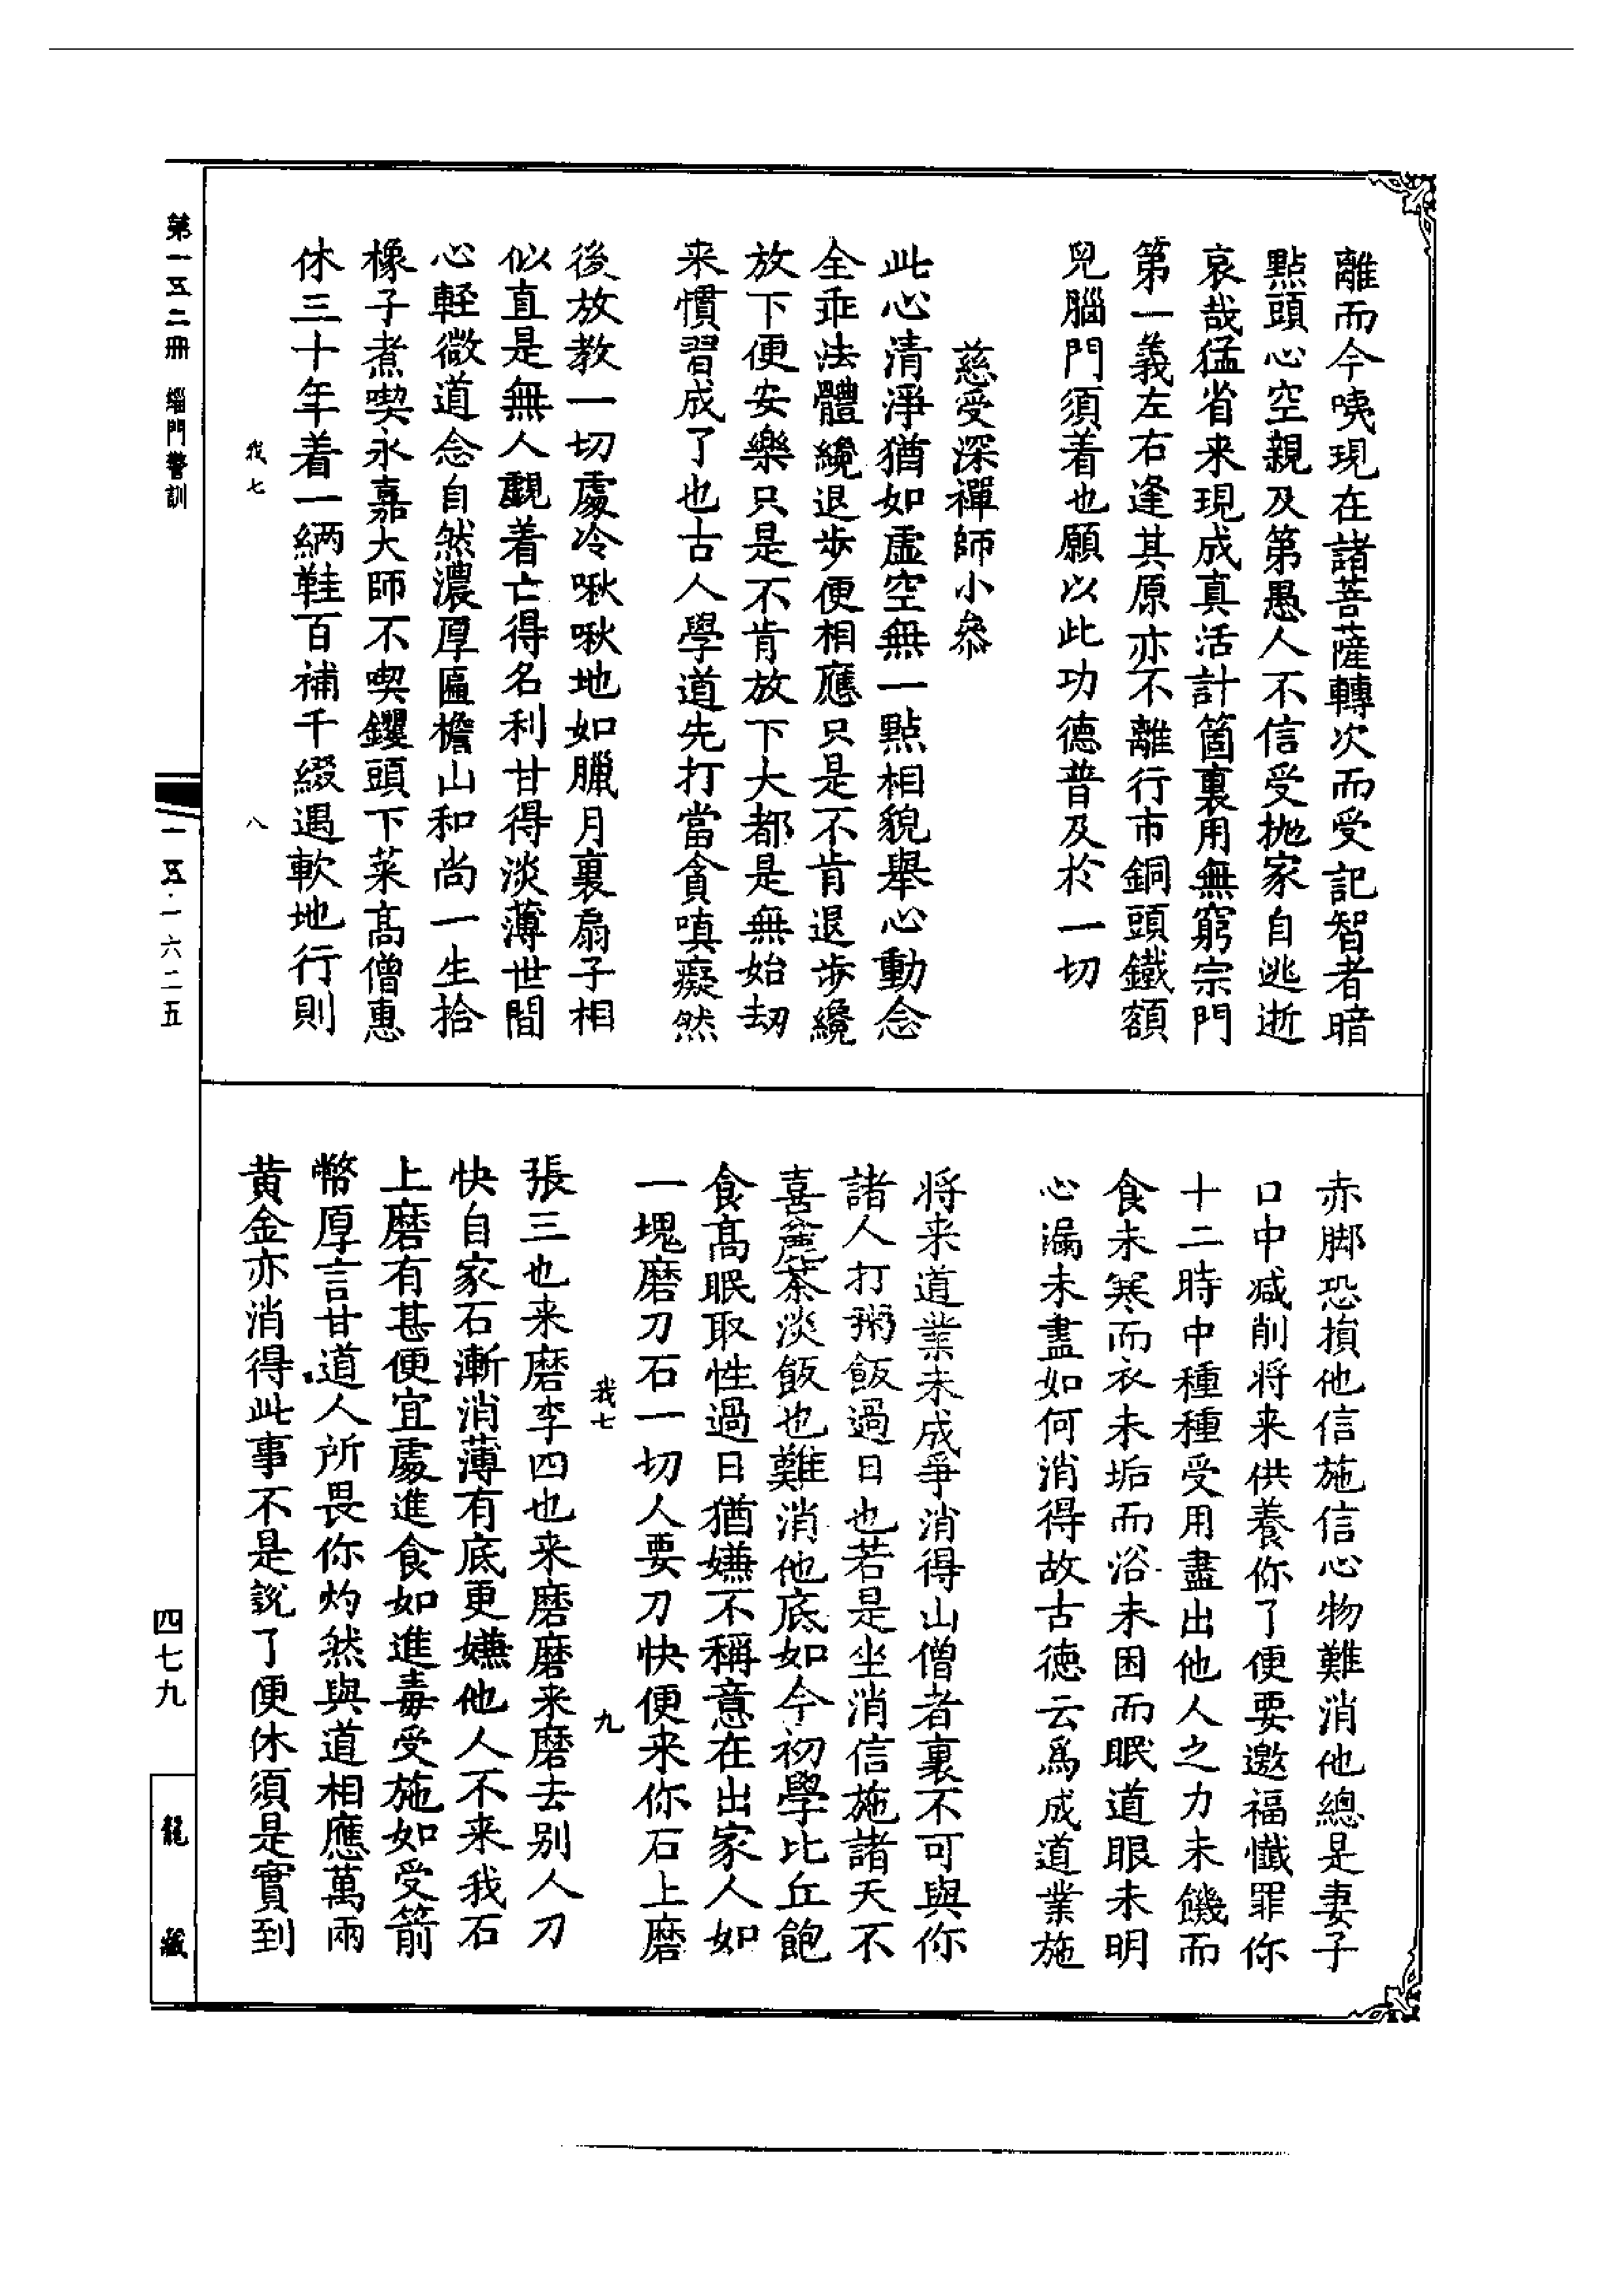 離而今咦現在諸菩薩轉次而受記智者暗
點頭心空親及第愚人不信受拋家自逃逝
哀哉猛省来現成真活計箇裏用無窮宗門
第一義左右逢其原亦不離行市銅頭鐵額
兒腦門須着也願以此功德普及於一切
慈受深禪師小參
此心清淨猶如虛空無一點相貌舉心動念
全乖法體纔退步便相應只是不肯退步纔
放下便安樂只是不肯放下大都是無始劫
来慣習成了也古人學道先打當貪嗔癡然
後放教一切處冷啾啾地如臘月裏扇子相
似直是無人覷着亡得名利甘得淡薄世間
心輕微道念自然濃厚匾檐山和尚一生拾
橡子煮喫永嘉大師不喫钁頭下菜高僧惠
休三十年着一緉鞋百補千綴遇軟地行則
我七
八
赤脚恐損他信施信心物難消他總是妻子
口中减削将来供養你了便要邀福懺罪你
十二時中種種受用盡出他人之力未饑而
食未寒而衣未垢而浴未困而眠道眼未明
心漏未盡如何消得故古德云爲成道業施
将来道業未成爭消得山僧者裏不可與你
諸人打粥飯過日也若是坐消信施諸天不
喜麄茶淡飯也難消他底如今初學比丘飽
食高眠取性過日猶嫌不稱意在出家人如
一塊磨刀石一切人要刀快便来你石上磨
我七
九
張三也来磨李四也来磨磨来磨去别人刀
快自家石漸消薄有底更嫌他人不来我石
上磨有甚便宜處進食如進毒受施如受箭
幣厚言甘道人所畏你灼然與道相應萬兩
黄金亦消得此事不是說了便休須是實到
第一五二册 緇門警訓
一五·一六二五
四七九
龍藏